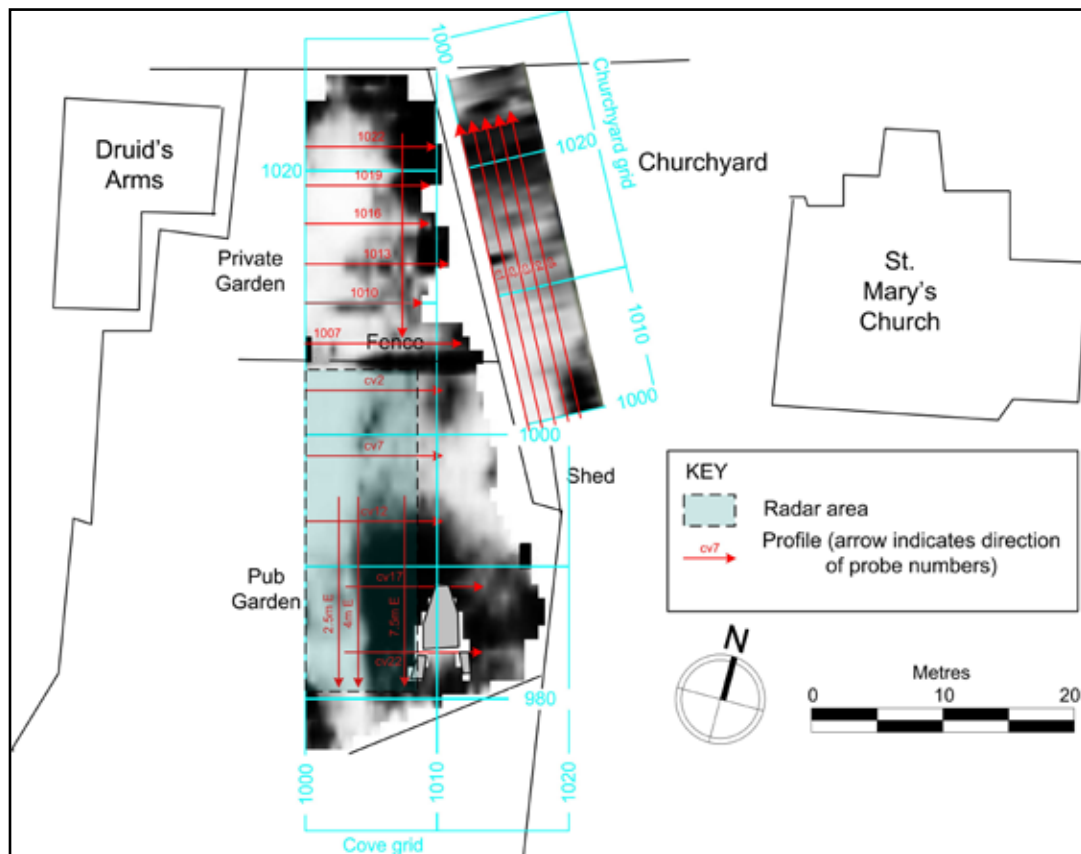 1000
Churchyard grid
Druid's
Arms
1022
1020
1020
Churchyard
1019
1016
Private
Garden
1013
St.
Mary's
Church
1010
1010
1007
Fence
cv2
1000
1000
cv7
Shed
KEY
Radar area
cv7
Profile (arrow indicates direction
of probe numbers)
cv12
Pub
Garden
cv17
2.5m E
4m E
7.5m E
cv22
N
Metres
0
10
20
980
1000
1010
1020
Cove grid